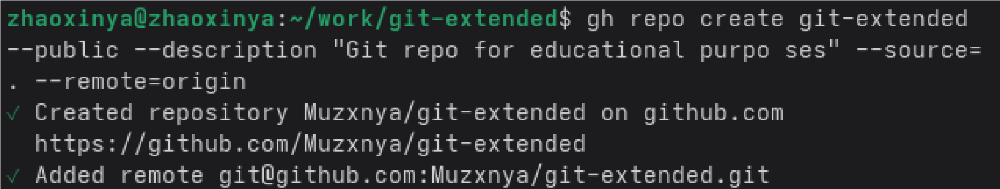 zhaoxinya@zhaoxinya:~/work/git-extended$ gh repo create git-extended
--public --description "Git repo for educational purpo ses" --source=
. --remote=origin
✓ Created repository Muzxnya/git-extended on github.com
https://github.com/Muzxnya/git-extended
✓ Added remote git@github.com:Muzxnya/git-extended.git